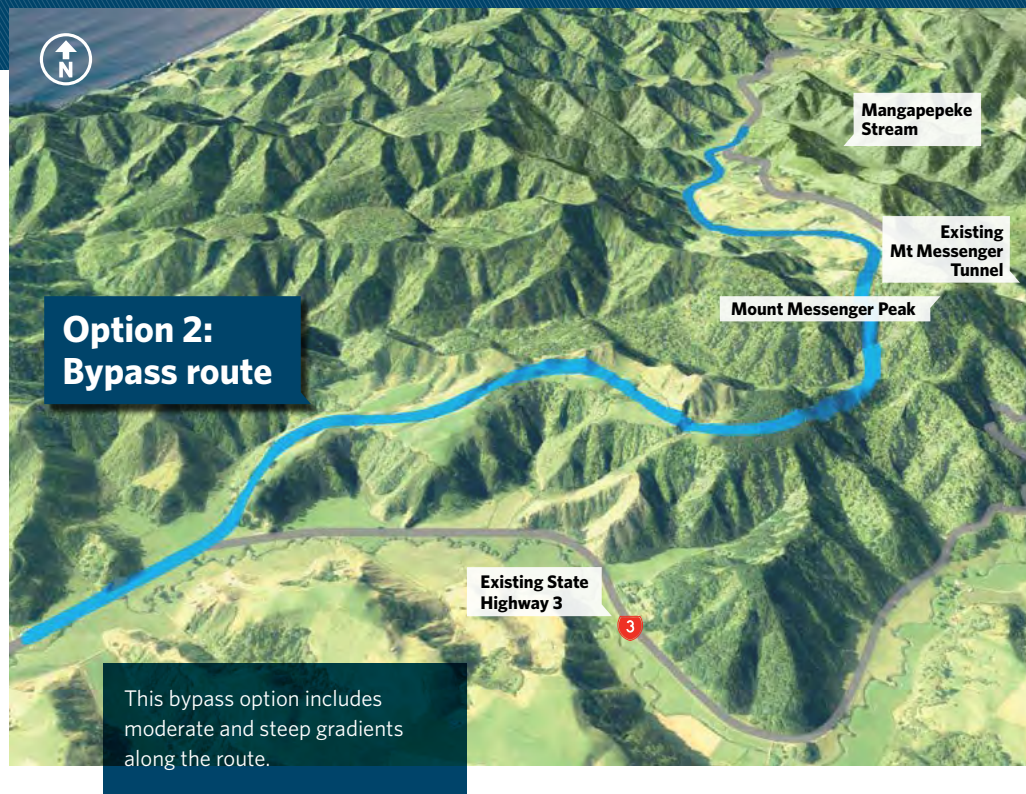 N
Mangapepeke
Stream
Existing
Mt Messenger
Tunnel
Mount Messenger Peak
Option 2:
Bypass route
Existing State
Highway 3
3
This bypass option includes
moderate and steep gradients
along the route.